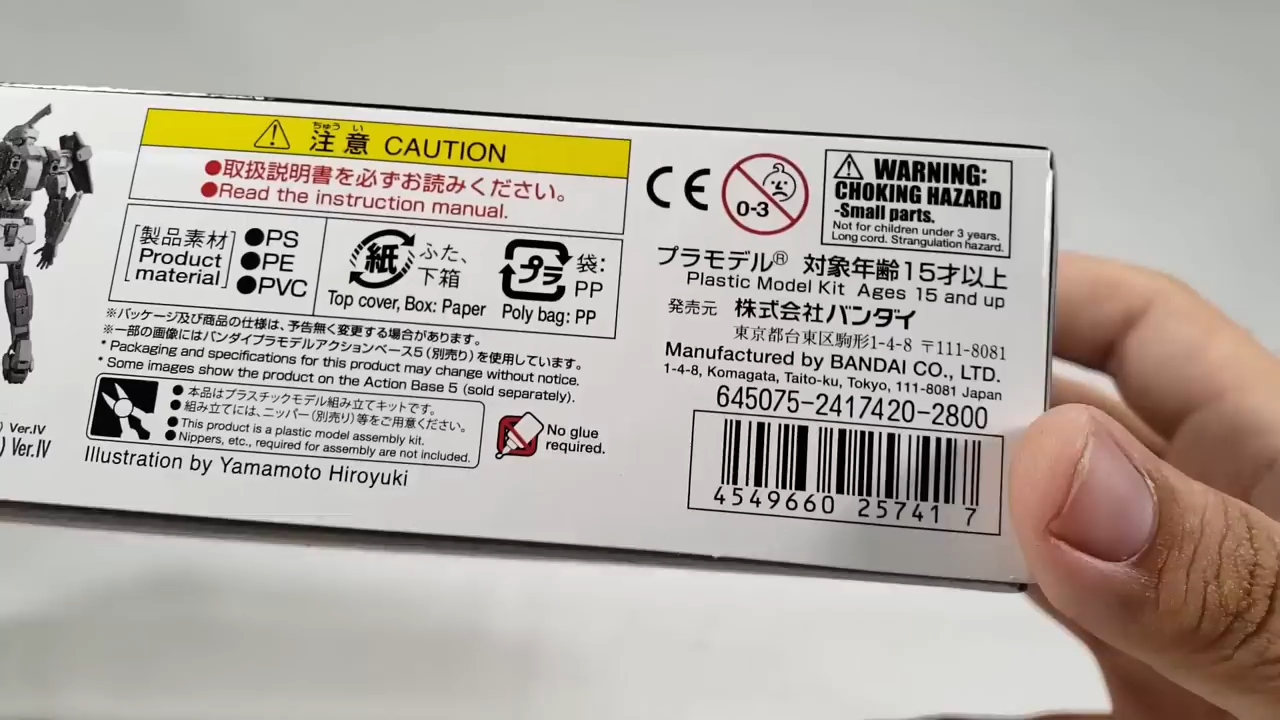 注意 CAUTION
ちゅう い
●取扱説明書を必ずお読みください。
●Read the instruction manual.
製品素材
Product
material
●PS
●PE
●PVC
紙
ふた、
下箱
Top cover, Box: Paper
プラ
袋:
PP
Poly bag: PP
※パッケージ及び商品の仕様は、予告無く変更する場合があります。
※一部の画像にはバンダイプラモデルアクションベース5(別売り)を使用しています。
* Packaging and specifications for this product may change without notice.
* Some images show the product on the Action Base 5 (sold separately).
● 本品はプラスチックモデル組み立てキットです。
● 組み立てには、ニッパー(別売り)等をご用意ください。
● This product is a plastic model assembly kit.
● Nippers, etc., required for assembly are not included.
No glue
required.
) Ver.IV
) Ver.IV
Illustration by Yamamoto Hiroyuki
CE
0-3
WARNING:
CHOKING HAZARD
-Small parts.
Not for children under 3 years.
Long cord. Strangulation hazard.
プラモデル® 対象年齢15才以上
Plastic Model Kit Ages 15 and up
発売元 株式会社バンダイ
東京都台東区駒形1-4-8 〒111-8081
Manufactured by BANDAI CO., LTD.
1-4-8, Komagata, Taito-ku, Tokyo, 111-8081 Japan
645075-2417420-2800
4549660 25741 7